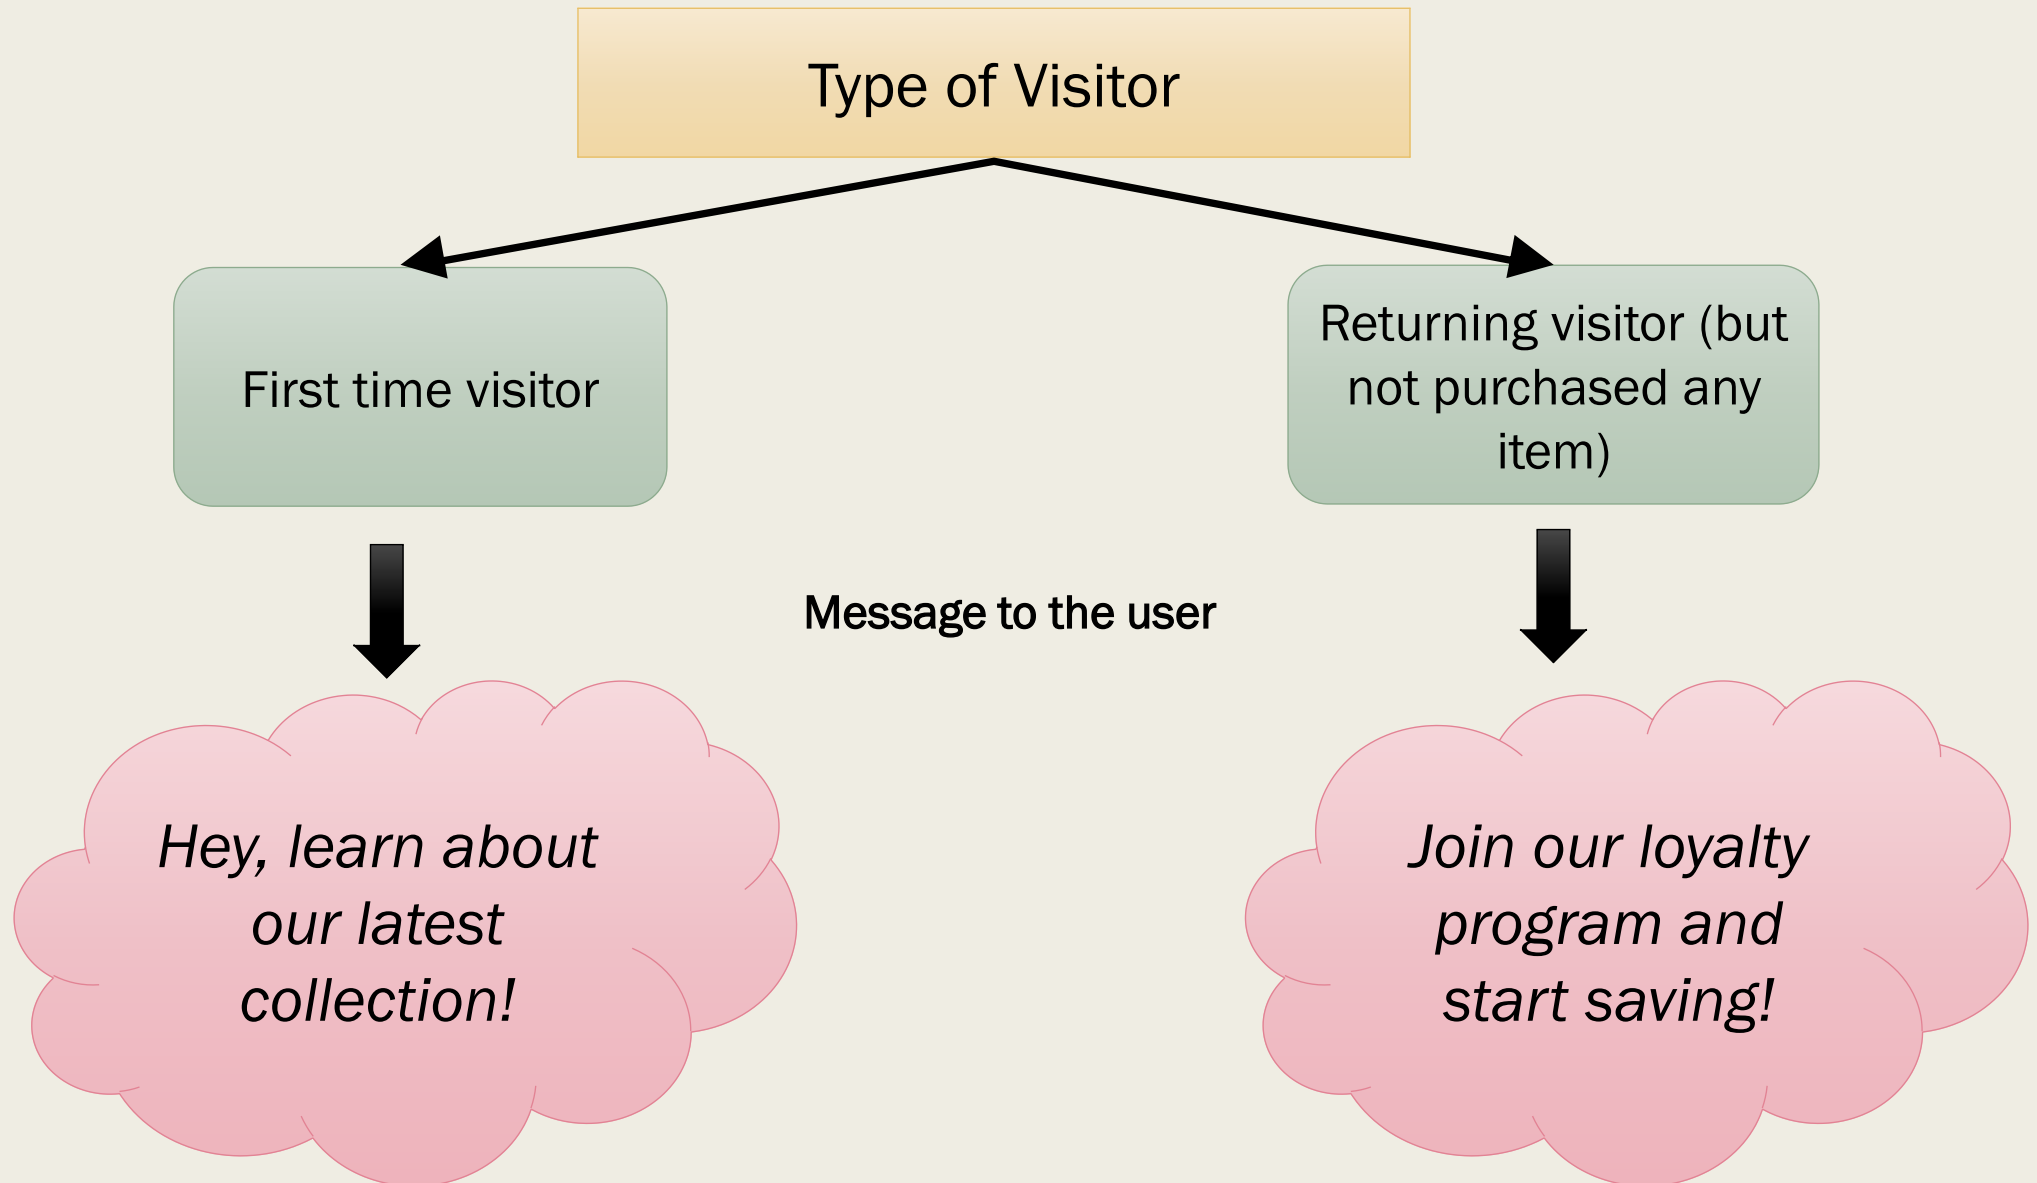 Type of Visitor
First time visitor
Returning visitor (but
not purchased any
item)
Message to the user
Hey, learn about
our latest
collection!
Join our loyalty
program and
start saving!